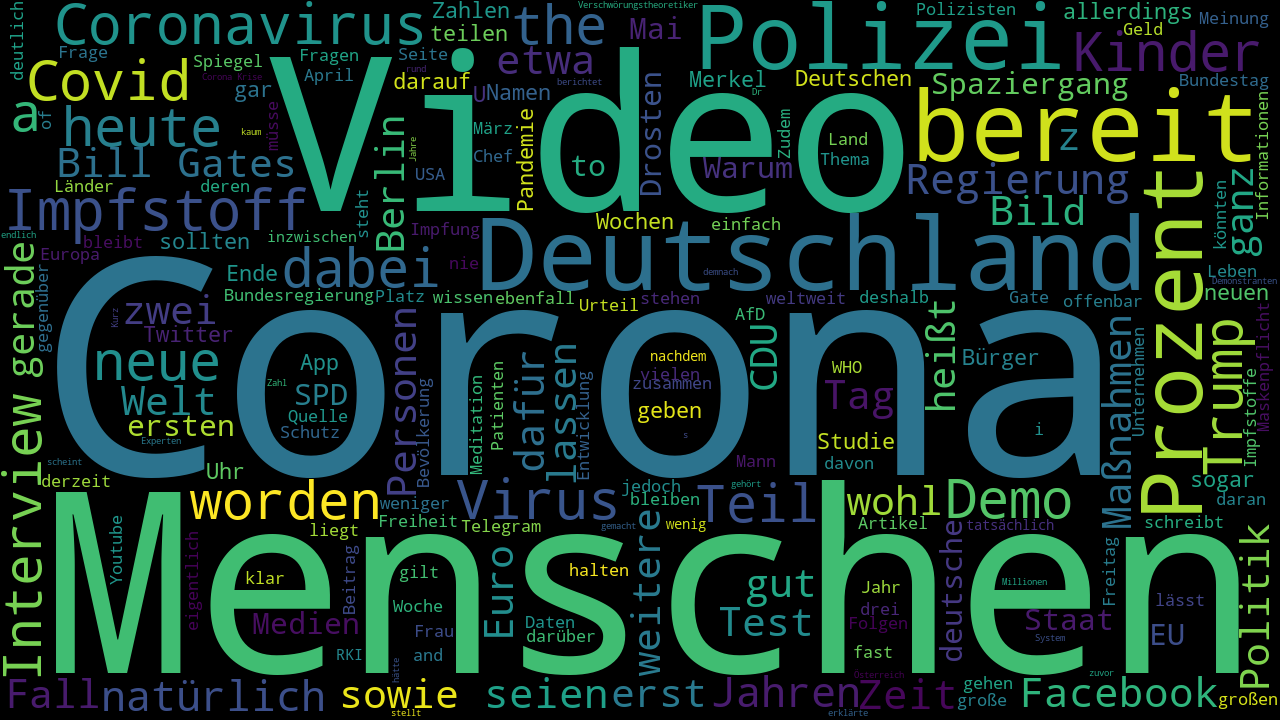 Verschwörungstheoretiker
Coronavirus
Zahlen
teilen
the
Mai
Polizei
Polizisten
allerdings
Geld
Meinung
Kinder
deutlich
Frage
Spiegel
Corona Krise
Fragen
April
Seite
rund
darauf
etwa
berichtet
Merkel
Dr
Deutschen
Spaziergang
Bundestag
Covid
gar
U
Namen
a
of
heute
kaum
müsse
Video
bereit
Bill Gates
Berlin
Jahre
März
Chef
USA
Pandemie
to
Drosten
Warum
Zudem
Land
Thema
z
Regierung
Informationen
Länder
deren
Impfstoff
steht
Wochen
einfach
Bild
könnten
ganz
endlich
bleibt
sollten
inzwischen
Impfung
Europa
dabei
nie
Deutschland
demnach
Prozent
gegenüber
Ende
Leben
neuen
Demonstranten
Bundesregierung
Platz
wissen
ebenfall
Urteil
stehen
weltweit
deshalb
Gate
offenbar
zwei
Kurz
Twitter
AfD
CDU
heißt
Corona
Interview gerade
neue
App
nachdem
vielen
zusammen
WHO
Bürger
Maßnahmen
Unternehmen
Trump
Impfstoffe
Maskenpflicht
Welt
Zahl
SPD
Quelle
Schutz
Personen
Bevölkerung
Meditation
Patienten
dafür
lassen
Entwicklung
geben
Tag
ersten
Experten
s
Studie
i
scheint
Uhr
Mann
davon
derzeit
sogar
daran
worden
weniger
Virus
jedoch
bleiben
gehört
Teil
wohl
Demo
liegt
Freiheit
Telegram
gemacht
wenig
Artikel
tatsächlich
schreibt
Menschen
Youtube
eigentlich
klar
Beitrag
gilt
Euro
halten
weitere
gut
Jahr
deutsche
Millionen
Freitag
lässt
Politik
Woche
drei
Medien
Frau
Daten
darüber
Test
Folgen
Staat
System
EU
RKI
and
fast
hätte
Österreich
zuvor
Fall
natürlich
sowie
stellt
seien
erst
Jahren
erklärte
Zeit
gehen
große
Facebook
großen